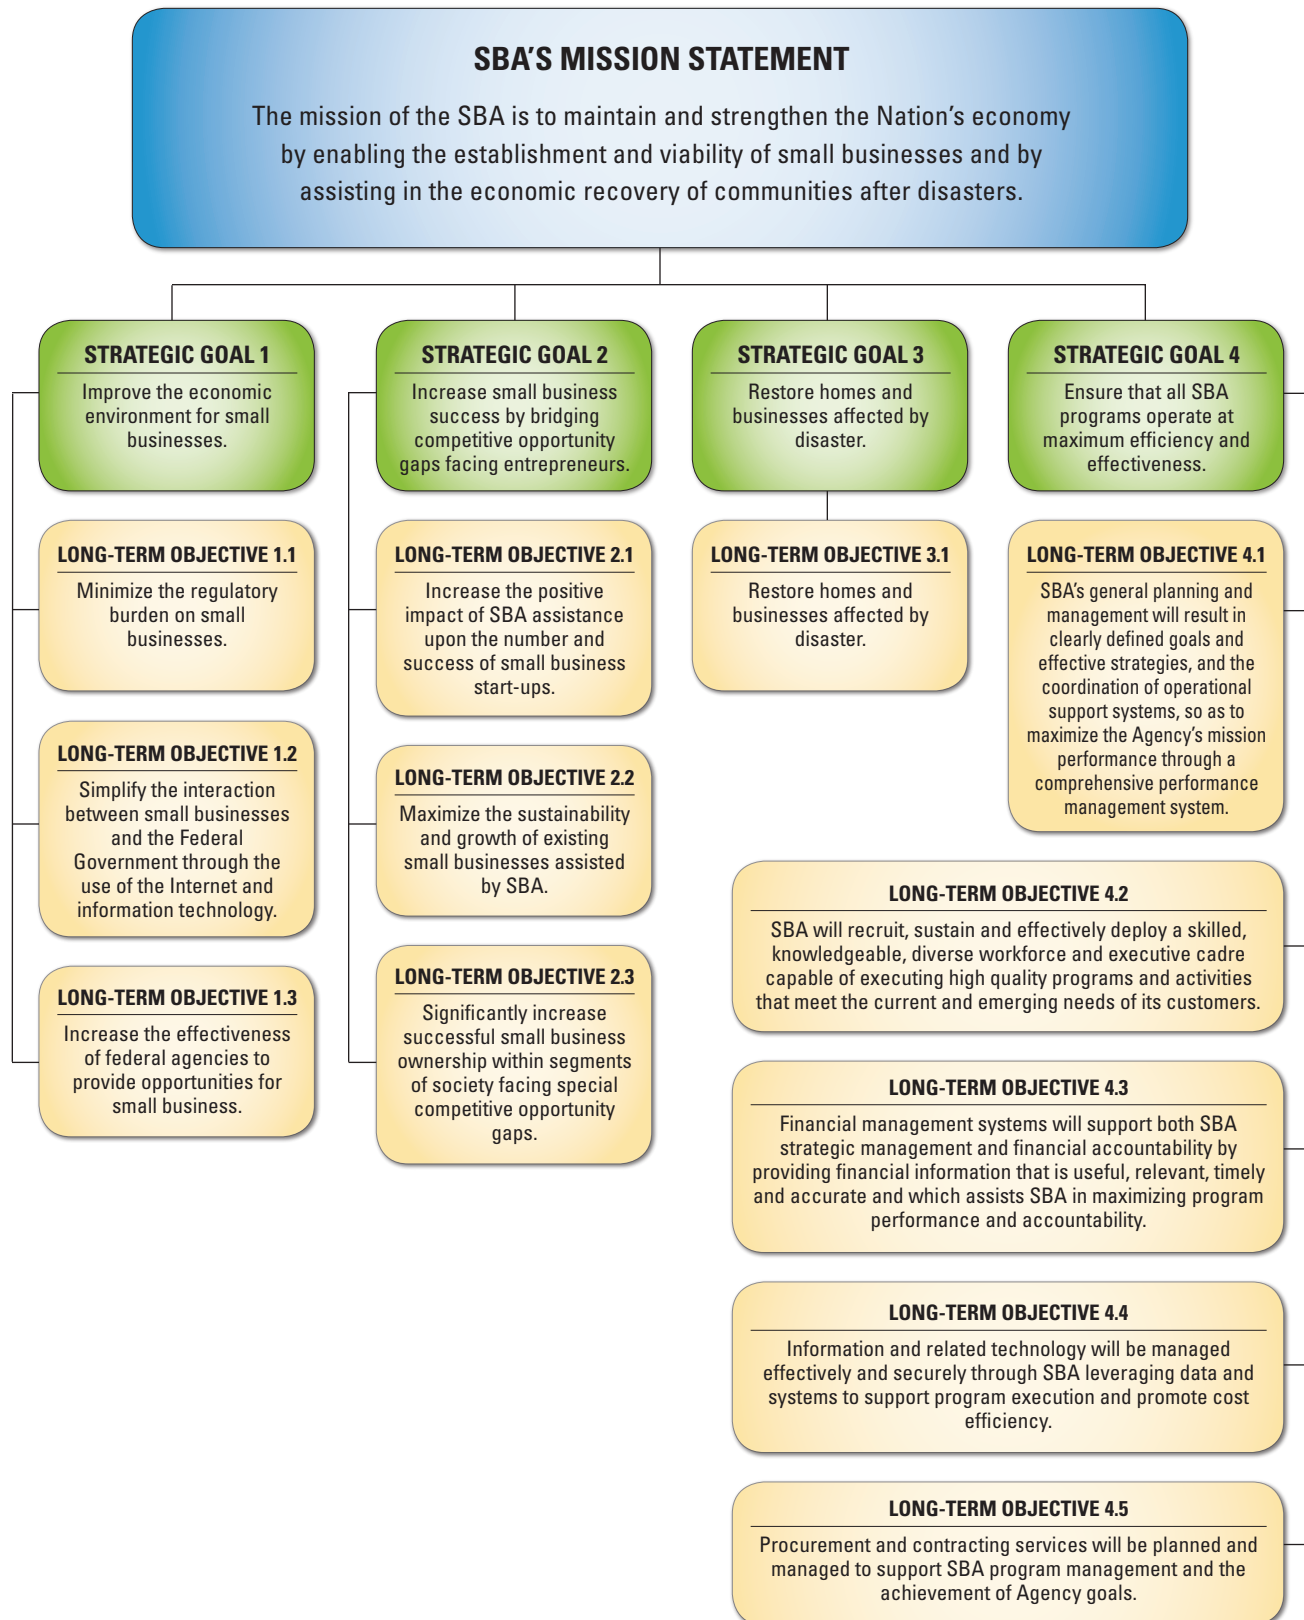 SBA'S MISSION STATEMENT
The mission of the SBA is to maintain and strengthen the Nation's economy
by enabling the establishment and viability of small businesses and by
assisting in the economic recovery of communities after disasters.
STRATEGIC GOAL 1
Improve the economic
environment for small
businesses.
LONG-TERM OBJECTIVE 1.1
Minimize the regulatory
burden on small
businesses.
LONG-TERM OBJECTIVE 1.2
Simplify the interaction
between small businesses
and the Federal
Government through the
use of the Internet and
information technology.
LONG-TERM OBJECTIVE 1.3
Increase the effectiveness
of federal agencies to
provide opportunities for
small business.
STRATEGIC GOAL 2
Increase small business
success by bridging
competitive opportunity
gaps facing entrepreneurs.
LONG-TERM OBJECTIVE 2.1
Increase the positive
impact of SBA assistance
upon the number and
success of small business
start-ups.
LONG-TERM OBJECTIVE 2.2
Maximize the sustainability
and growth of existing
small businesses assisted
by SBA.
LONG-TERM OBJECTIVE 2.3
Significantly increase
successful small business
ownership within segments
of society facing special
competitive opportunity
gaps.
STRATEGIC GOAL 3
Restore homes and
businesses affected by
disaster.
LONG-TERM OBJECTIVE 3.1
Restore homes and
businesses affected by
disaster.
STRATEGIC GOAL 4
Ensure that all SBA
programs operate at
maximum efficiency and
effectiveness.
LONG-TERM OBJECTIVE 4.1
SBA's general planning and
management will result in
clearly defined goals and
effective strategies, and the
coordination of operational
support systems, so as to
maximize the Agency's mission
performance through a
comprehensive performance
management system.
LONG-TERM OBJECTIVE 4.2
SBA will recruit, sustain and effectively deploy a skilled,
knowledgeable, diverse workforce and executive cadre
capable of executing high quality programs and activities
that meet the current and emerging needs of its customers.
LONG-TERM OBJECTIVE 4.3
Financial management systems will support both SBA
strategic management and financial accountability by
providing financial information that is useful, relevant, timely
and accurate and which assists SBA in maximizing program
performance and accountability.
LONG-TERM OBJECTIVE 4.4
Information and related technology will be managed
effectively and securely through SBA leveraging data and
systems to support program execution and promote cost
efficiency.
LONG-TERM OBJECTIVE 4.5
Procurement and contracting services will be planned and
managed to support SBA program management and the
achievement of Agency goals.